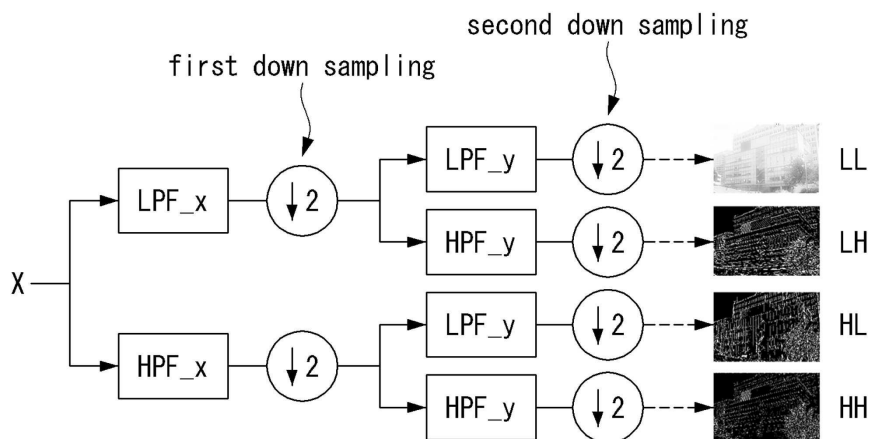 second down sampling
first down sampling
LPF_y
↓2
LL
LPF_x
↓2
HPF_y
↓2
LH
X
LPF_y
↓2
HL
HPF_x
↓2
HPF_y
↓2
HH